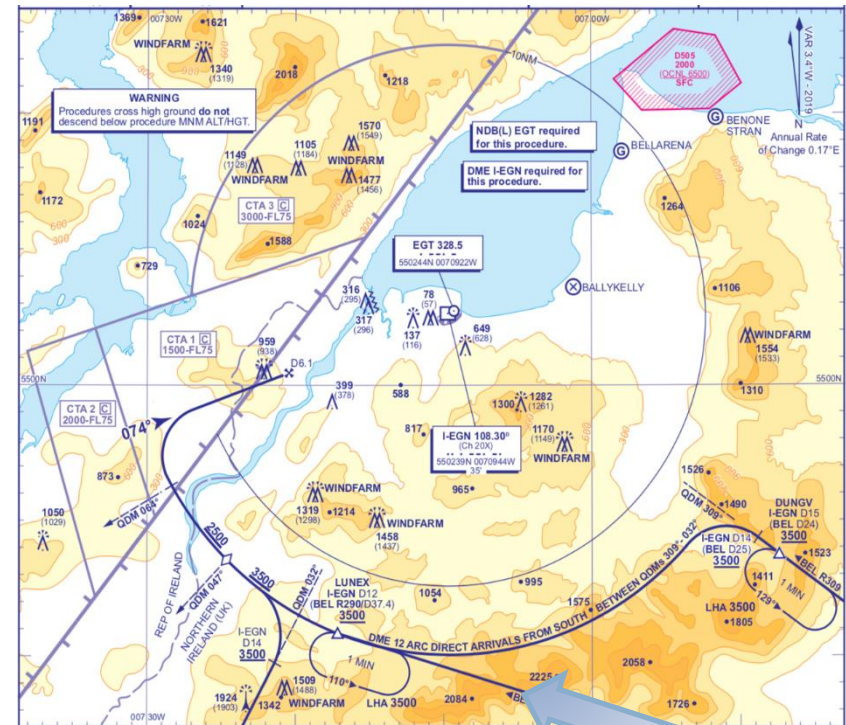 1369
007 30W
1621
WINDFARM
1340
(1319)
2018
1218
10NM
007 00W
D505
2000
(OCNL 6500)
SFC
VAR 3.4°W - 2019
N
Annual Rate
of Change 0.17°E
WARNING
Procedures cross high ground do not
descend below procedure MNM ALT/HGT.
1191
1149
(1128)
WINDFARM
1105
(1184)
1570
(1549)
WINDFARM
1477
(1456)
NDB(L) EGT required
for this procedure.
DME I-EGN required for
this procedure.
G BELLARENA
G BENONE
STRAN
1172
CTA 3 C
3000-FL75
1024
1588
1264
729
EGT 328.5
550244N 0070922W
BALLYKELLY
1106
316
(295)
317
(296)
78
(57)
137
(116)
649
(628)
WINDFARM
1554
(1533)
CTA 1 C
1500-FL75
959
(938)
D6.1
5500N
5500N
CTA 2 C
2000-FL75
399
(378)
588
1300
1282
(1261)
1310
074°
817
1170
(1149)
WINDFARM
I-EGN 108.30D
(Ch 20X)
550239N 0070944W
35'
873
QDM 064°
965
1526
1050
(1029)
WINDFARM
1319
(1298)
1214
WINDFARM
1458
(1437)
QDM 309°
1490
DUNGV
I-EGN D15
(BEL D24)
3500
I-EGN D14
(BEL D25)
3500
1523
2500
QDM 047°
3500
QDM 032°
REP OF IRELAND
NORTHERN
IRELAND (UK)
LUNEX
I-EGN D12
(BEL R290/D37.4)
3500
1054
995
1575
1411
1 MIN
129°
BEL R309
LHA 3500
1805
DME 12 ARC DIRECT ARRIVALS FROM SOUTH BETWEEN QDMs 309° - 032°
I-EGN
D14
3500
1 MIN
110°
LHA 3500
2225
2058
1924
(1903)
1509
(1488)
1342
WINDFARM
2084
1726
007 30W
300
600